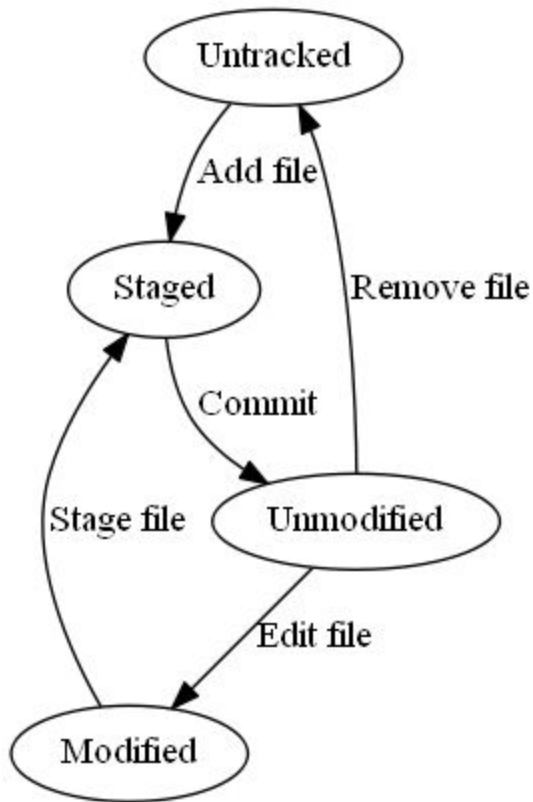 Untracked
Add file
Staged
Remove file
Commit
Stage file
Unmodified
Edit file
Modified